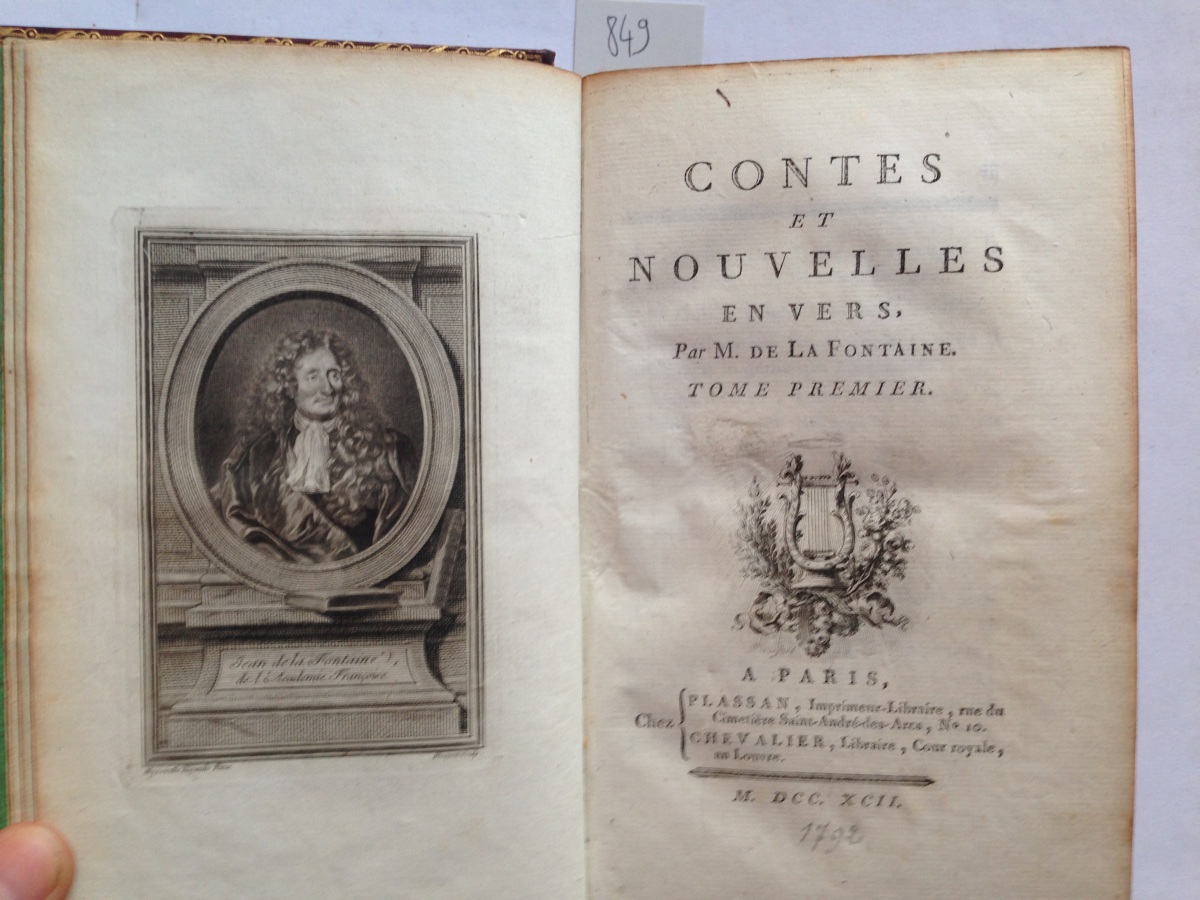 849
Jean de la Fontaine
de l'Academie Françoise
CONTES
ET
NOUVELLES
EN VERS,
Par M. DE LA FONTAINE.
TOME PREMIER.
A PARIS,
Chez
PLASSAN, Imprimeur-Libraire, rue du
Cimetière Saint-André-des-Arcs, No. 10.
CHEVALIER, Libraire, Cour royale,
au Louvre.
M. DCC. XCII.
1792